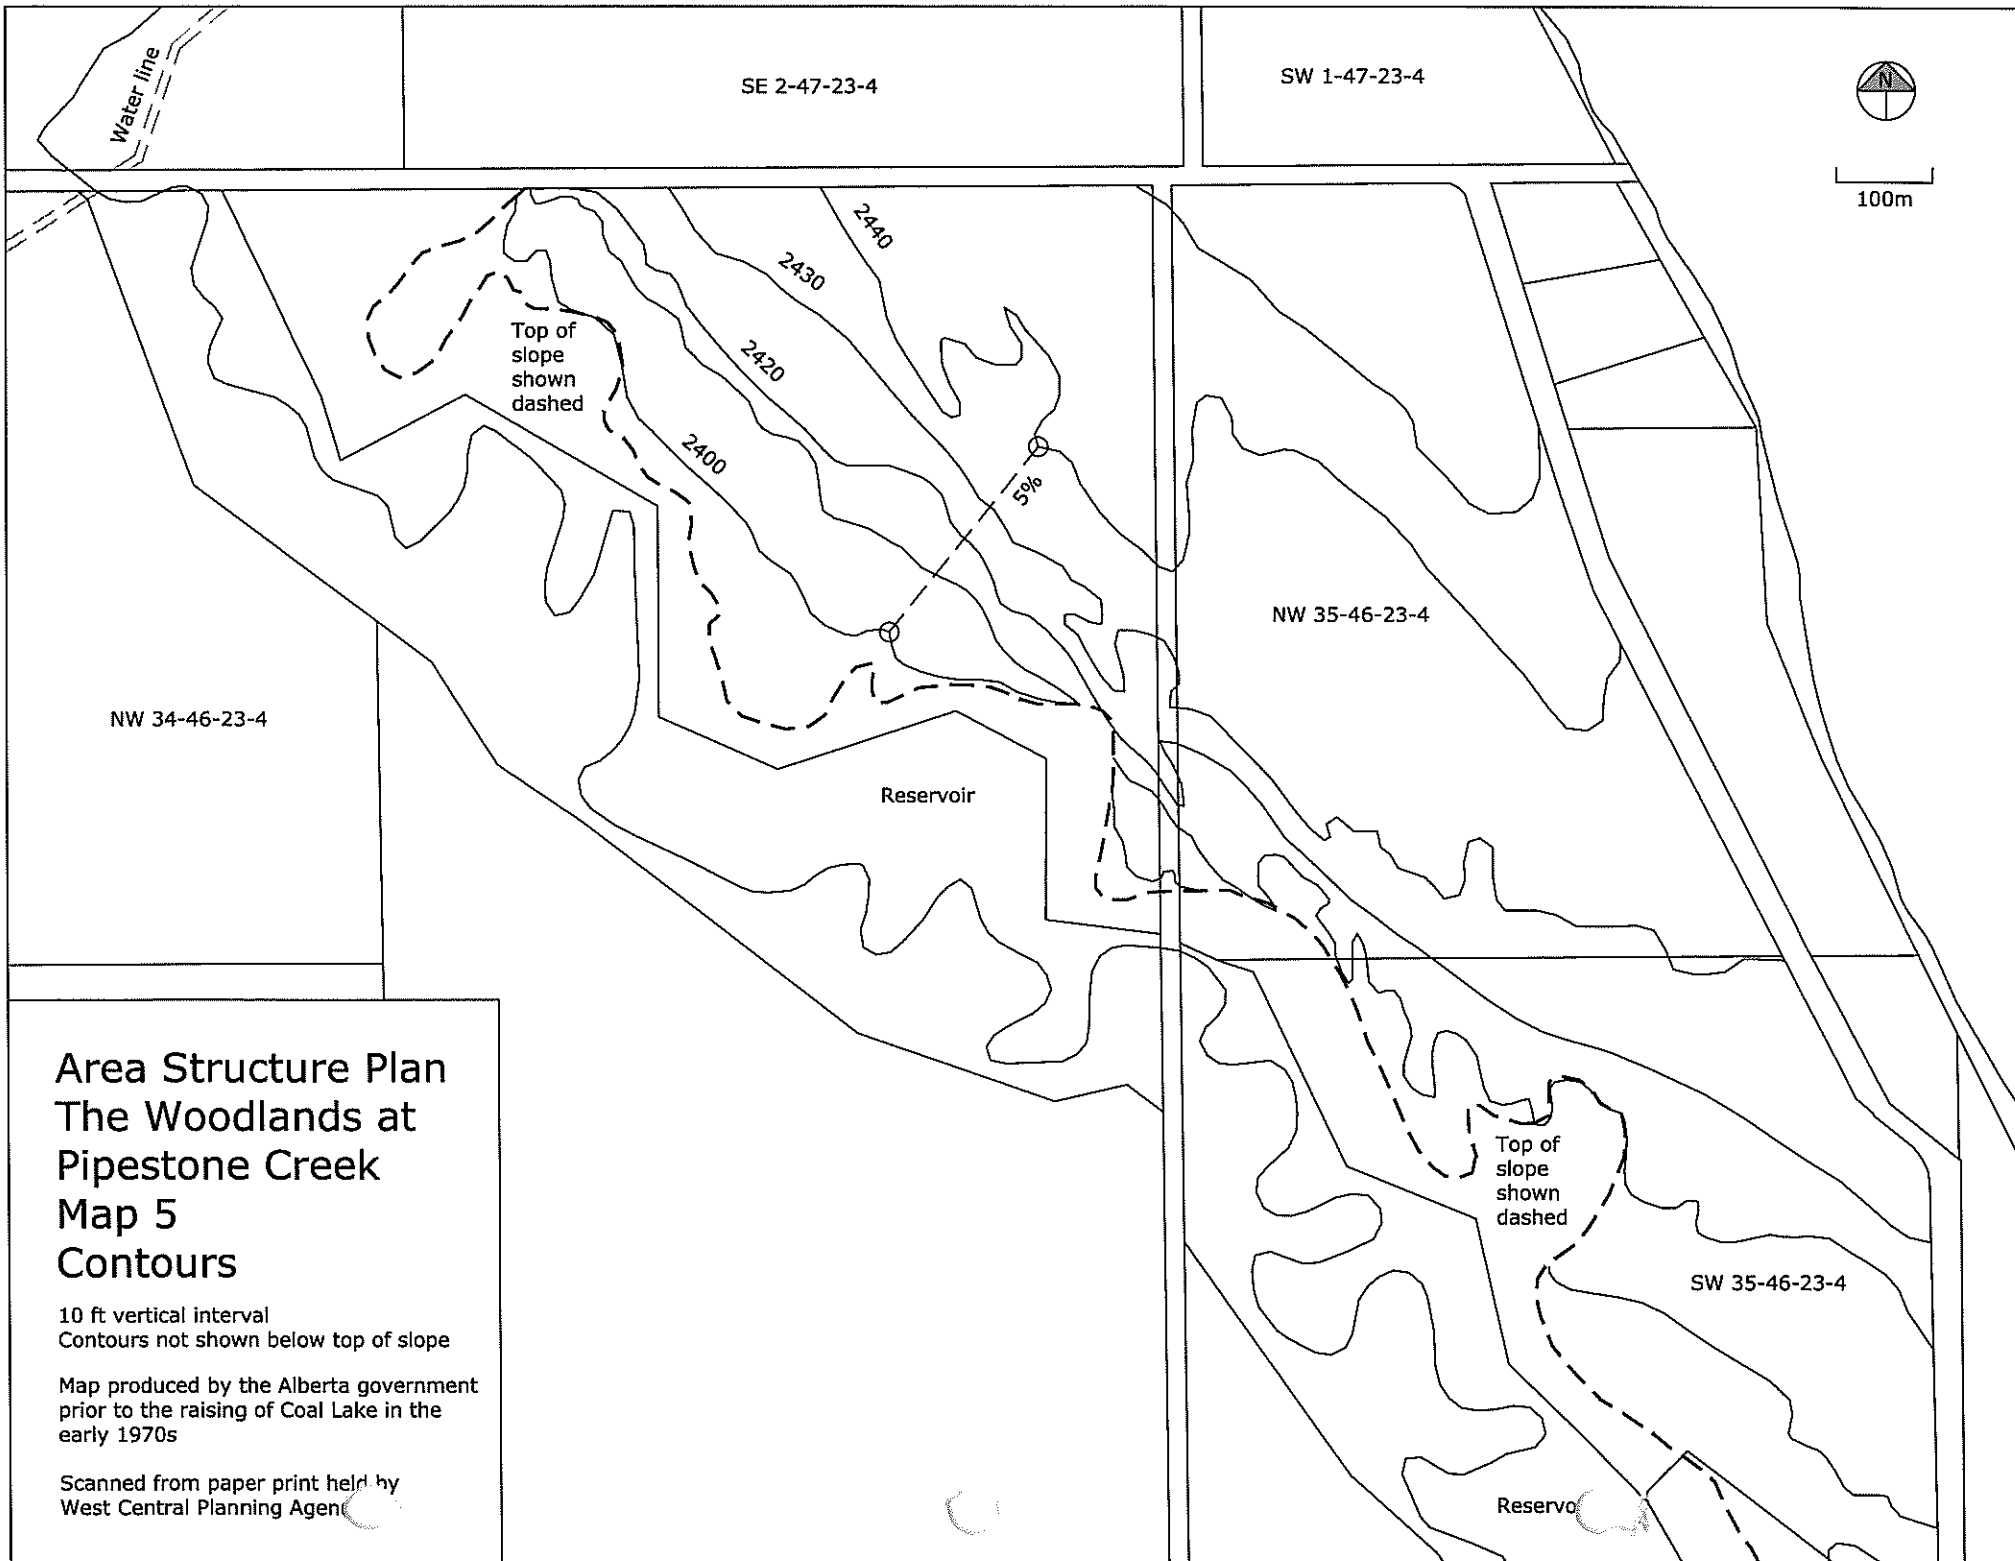 Water line
SE 2-47-23-4
SW 1-47-23-4
N
100m
2440
2430
2420
2400
Top of
slope
shown
dashed
5%
NW 35-46-23-4
NW 34-46-23-4
Reservoir
Top of
slope
shown
dashed
SW 35-46-23-4
Area Structure Plan
The Woodlands at
Pipestone Creek
Map 5
Contours
10 ft vertical interval
Contours not shown below top of slope
Map produced by the Alberta government
prior to the raising of Coal Lake in the
early 1970s
Scanned from paper print held by
West Central Planning Agen
Reservo